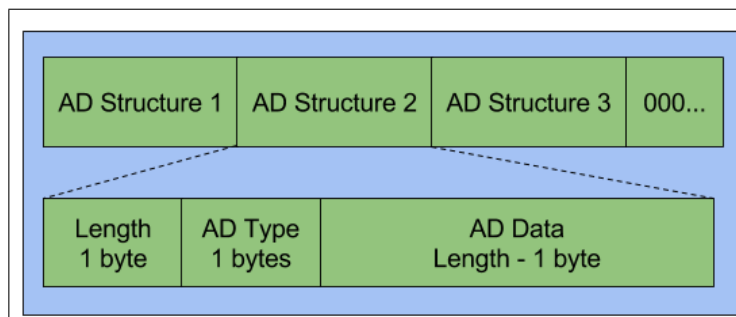 AD Structure 1
AD Structure 2
AD Structure 3
000...
Length
1 byte
AD Type
1 bytes
AD Data
Length - 1 byte